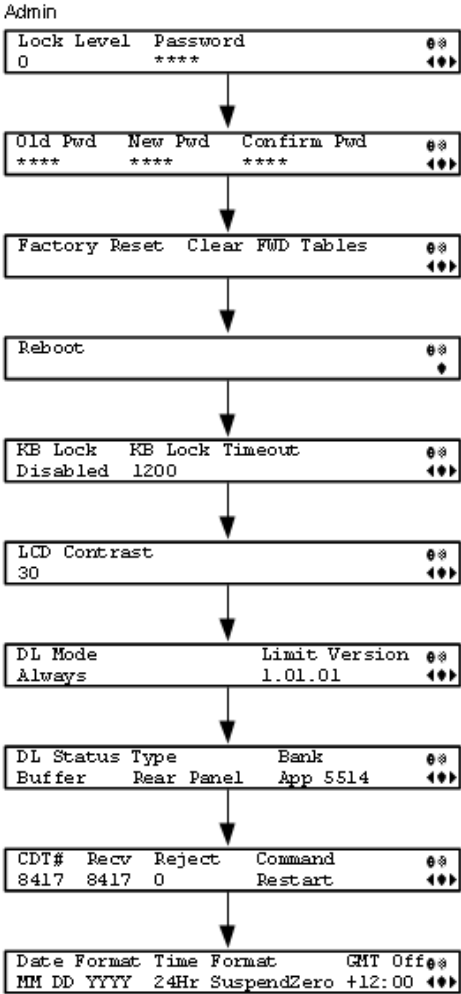 Admin
Lock Level Password
0 ****
Old Pwd New Pwd Confirm Pwd
**** **** ****
Factory Reset Clear FWD Tables
Reboot
KB Lock KB Lock Timeout
Disabled 1200
LCD Contrast
30
DL Mode Limit Version
Always 1.01.01
DL Status Type Bank
Buffer Rear Panel App 5514
CDT# Recv Reject Command
8417 8417 0 Restart
Date Format Time Format GMT Off
MM DD YYYY 24Hr SuspendZero +12:00